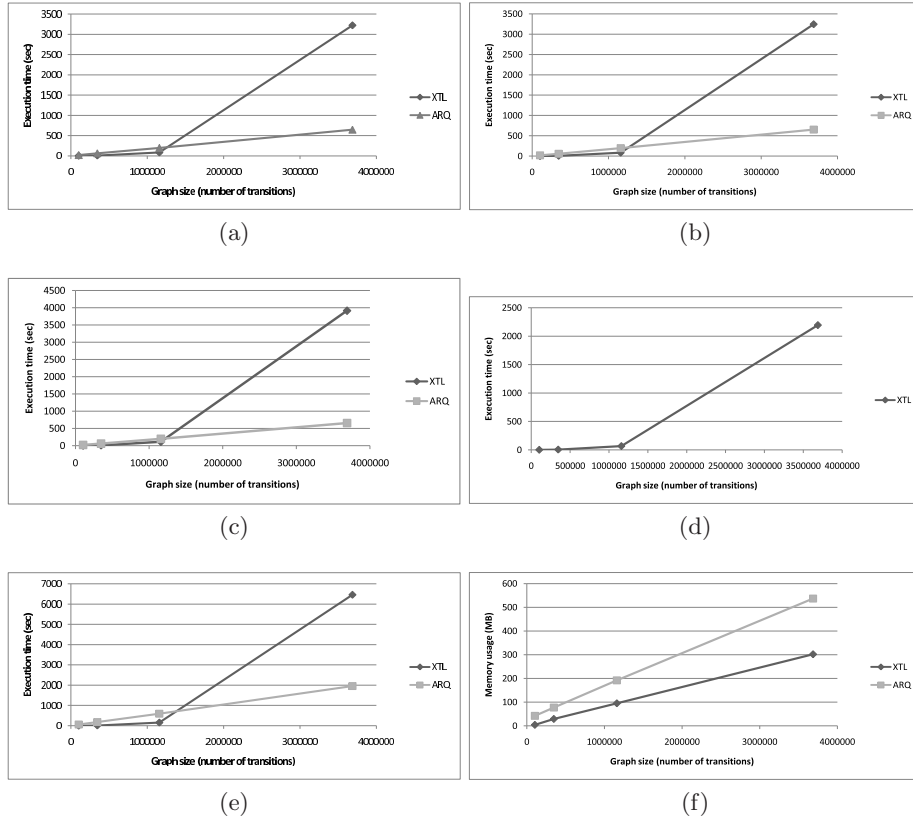 3500
3000
2500
2000
1500
1000
500
0
Execution time (sec)
0 1000000 2000000 3000000 4000000
Graph size (number of transitions)
XTL
ARQ
(a)
3500
3000
2500
2000
1500
1000
500
0
Execution time (sec)
0 1000000 2000000 3000000 4000000
Graph size (number of transitions)
XTL
ARQ
(b)
4500
4000
3500
3000
2500
2000
1500
1000
500
0
Execution time (sec)
0 1000000 2000000 3000000 4000000
Graph size (number of transitions)
XTL
ARQ
(c)
2500
2000
1500
1000
500
0
Execution time (sec)
0 500000 1000000 1500000 2000000 2500000 3000000 3500000 4000000
Graph size (number of transitions)
XTL
(d)
7000
6000
5000
4000
3000
2000
1000
0
Execution time (sec)
0 1000000 2000000 3000000 4000000
Graph size (number of transitions)
XTL
ARQ
(e)
600
500
400
300
200
100
0
Memory usage (MB)
0 1000000 2000000 3000000 4000000
Graph size (number of transitions)
XTL
ARQ
(f)